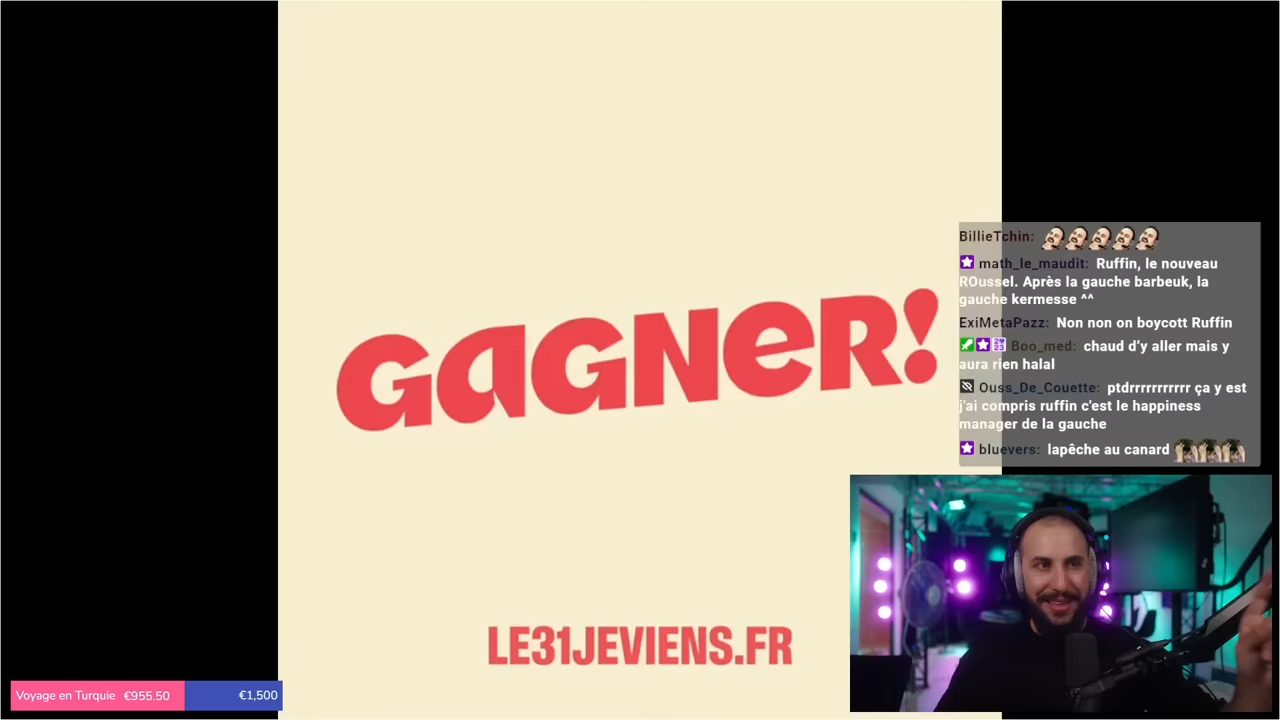 GAGNER!
LE31JEVIENS.FR
BillieTchin:
math_le_maudit: Ruffin, le nouveau
ROussel. Après la gauche barbeuk, la
gauche kermesse ^^
ExiMetaPazz: Non non on boycott Ruffin
Boo_med: chaud d’y aller mais y
aura rien halal
Ouss_De_Couette: ptdrrrrrrrrrr ça y est
j'ai compris ruffin c'est le happiness
manager de la gauche
bluevers: lapêche au canard
Voyage en Turquie €955.50 €1,500